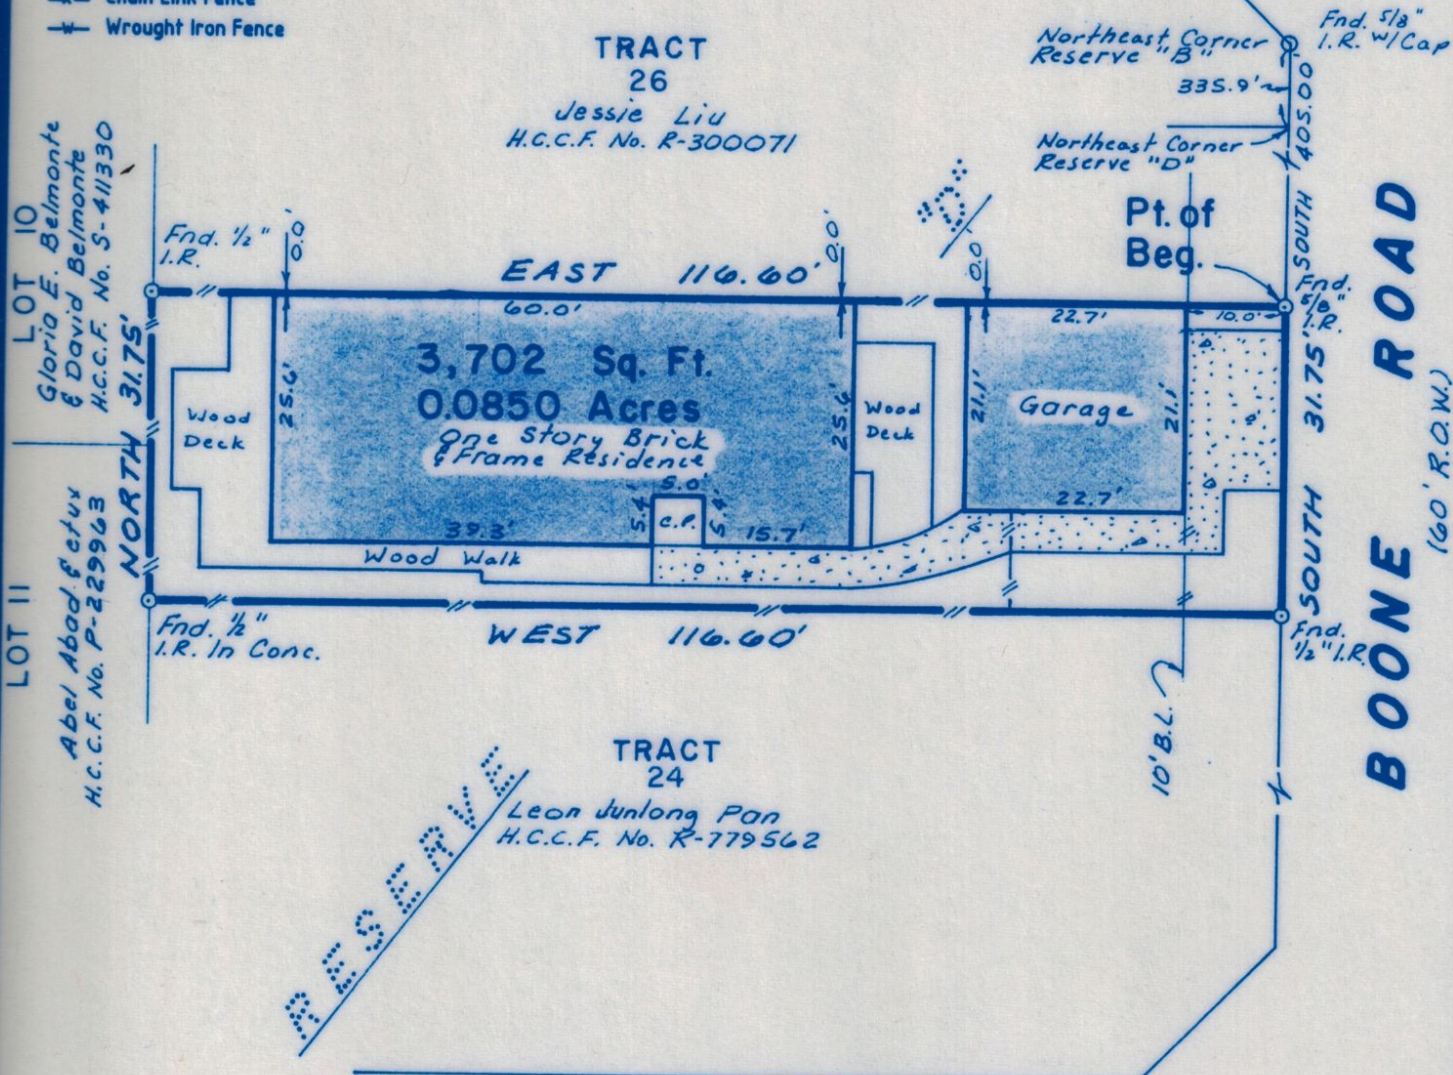 Chain Link Fence
Wrought Iron Fence
TRACT
26
Jessie Liu
H.C.C.F. No. R-300071
Northeast Corner
Reserve "B"
Fnd. 5/8"
I.R. w/Cap
335.9'
SOUTH 405.00
Northeast Corner
Reserve "D"
"D"
Pt. of
Beg.
LOT 10
Gloria E. Belmonte
& David Belmonte
H.C.C.F. No. S-411330
Fnd. 1/2"
I.R.
0.0'
0.0'
0.0'
EAST 116.60'
Fnd.
5/8"
I.R.
60.0'
22.7'
10.0'
NORTH 31.75'
Wood
Deck
25.6'
3,702 Sq. Ft.
0.0850 Acres
One Story Brick
& Frame Residence
25.6'
Wood
Deck
21.1'
Garage
21.1'
SOUTH 31.75'
BOONE ROAD
(60' R.O.W.)
5.0'
5.4'
C.P.
5.4'
39.3'
15.7'
22.7'
Wood Walk
LOT 11
Abel Abad & etux
H.C.C.F. No. P-229963
Fnd. 1/2"
I.R. In Conc.
WEST 116.60'
Fnd.
1/2" I.R.
10' B.L.
TRACT
24
Leon Junlong Pan
H.C.C.F. No. R-779562
RESERVE